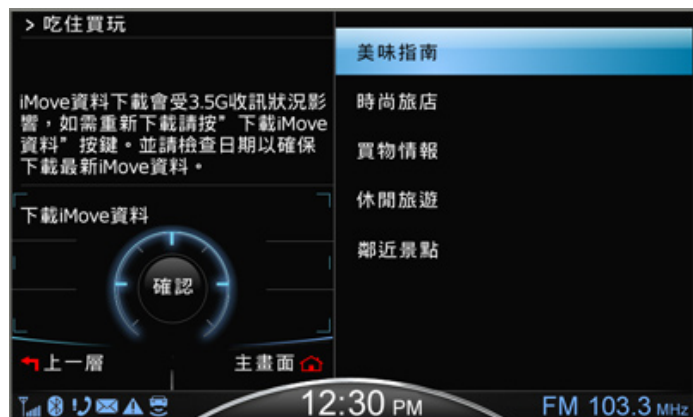 > 吃住買玩
iMove資料下載會受3.5G收訊狀況影
響，如需重新下載請按”下載iMove
資料”按鍵。並請檢查日期以確保
下載最新iMove資料。
下載iMove資料
確認
上一層
主畫面
美味指南
時尚旅店
買物情報
休閒旅遊
鄰近景點
12:30 PM
FM 103.3 MHz